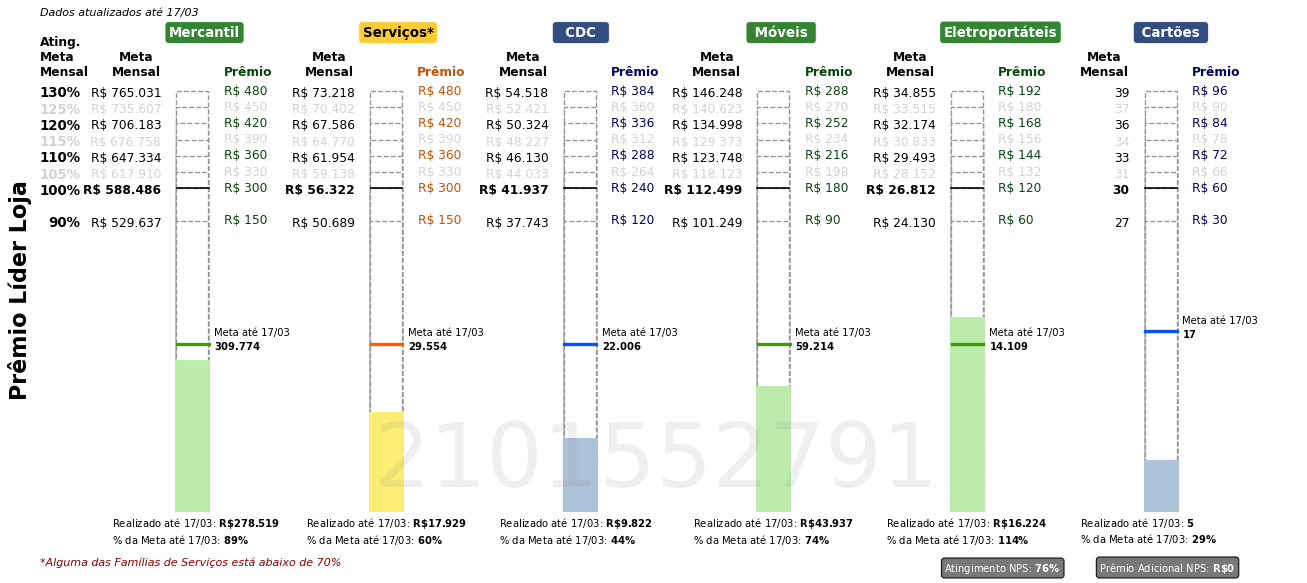 Dados atualizados até 17/03
Mercantil Serviços* CDC Móveis Eletroportáteis Cartões
Ating.
Meta Meta Meta Meta Meta Meta Meta
Mensal Mensal Prêmio Mensal Prêmio Mensal Prêmio Mensal Prêmio Mensal Prêmio Mensal Prêmio
130% R$ 765.031 R$ 480 R$ 73.218 R$ 480 R$ 54.518 R$ 384 R$ 146.248 R$ 288 R$ 34.855 R$ 192 39 R$ 96
125% R$ 735.607 R$ 450 R$ 70.402 R$ 450 R$ 52.421 R$ 360 R$ 140.623 R$ 270 R$ 33.515 R$ 180 37 R$ 90
120% R$ 706.183 R$ 420 R$ 67.586 R$ 420 R$ 50.324 R$ 336 R$ 134.998 R$ 252 R$ 32.174 R$ 168 36 R$ 84
115% R$ 676.758 R$ 390 R$ 64.770 R$ 390 R$ 48.227 R$ 312 R$ 129.373 R$ 234 R$ 30.833 R$ 156 34 R$ 78
110% R$ 647.334 R$ 360 R$ 61.954 R$ 360 R$ 46.130 R$ 288 R$ 123.748 R$ 216 R$ 29.493 R$ 144 33 R$ 72
105% R$ 617.910 R$ 330 R$ 59.138 R$ 330 R$ 44.033 R$ 264 R$ 118.123 R$ 198 R$ 28.152 R$ 132 31 R$ 66
100% R$ 588.486 R$ 300 R$ 56.322 R$ 300 R$ 41.937 R$ 240 R$ 112.499 R$ 180 R$ 26.812 R$ 120 30 R$ 60
90% R$ 529.637 R$ 150 R$ 50.689 R$ 150 R$ 37.743 R$ 120 R$ 101.249 R$ 90 R$ 24.130 R$ 60 27 R$ 30
Prêmio Líder Loja
Meta até 17/03 Meta até 17/03 Meta até 17/03 Meta até 17/03 Meta até 17/03 Meta até 17/03
309.774 29.554 22.006 59.214 14.109 17
2101552791
Realizado até 17/03: R$278.519 Realizado até 17/03: R$17.929 Realizado até 17/03: R$9.822 Realizado até 17/03: R$43.937 Realizado até 17/03: R$16.224 Realizado até 17/03: 5
% da Meta até 17/03: 89% % da Meta até 17/03: 60% % da Meta até 17/03: 44% % da Meta até 17/03: 74% % da Meta até 17/03: 114% % da Meta até 17/03: 29%
*Alguma das Famílias de Serviços está abaixo de 70% Atingimento NPS: 76% Prêmio Adicional NPS: R$0